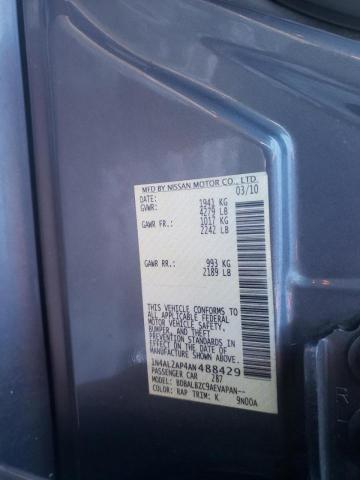 MFD BY NISSAN MOTOR CO., LTD.
DATE: 03/10
GVWR: 1941 KG
4279 LB
GAWR FR.: 1017 KG
2242 LB
GAWR RR.: 993 KG
2189 LB
THIS VEHICLE CONFORMS TO
ALL APPLICABLE U.S. FEDERAL
MOTOR VEHICLE SAFETY,
BUMPER, AND THEFT
PREVENTION STANDARDS IN
EFFECT ON THE DATE OF
MANUFACTURE SHOWN ABOVE.
1N4AL2AP4AN488429
PASSENGER CAR 287
MODEL: BDBALBZC9AEVAPAN--
COLOR: RAP TRIM: K 9N00A